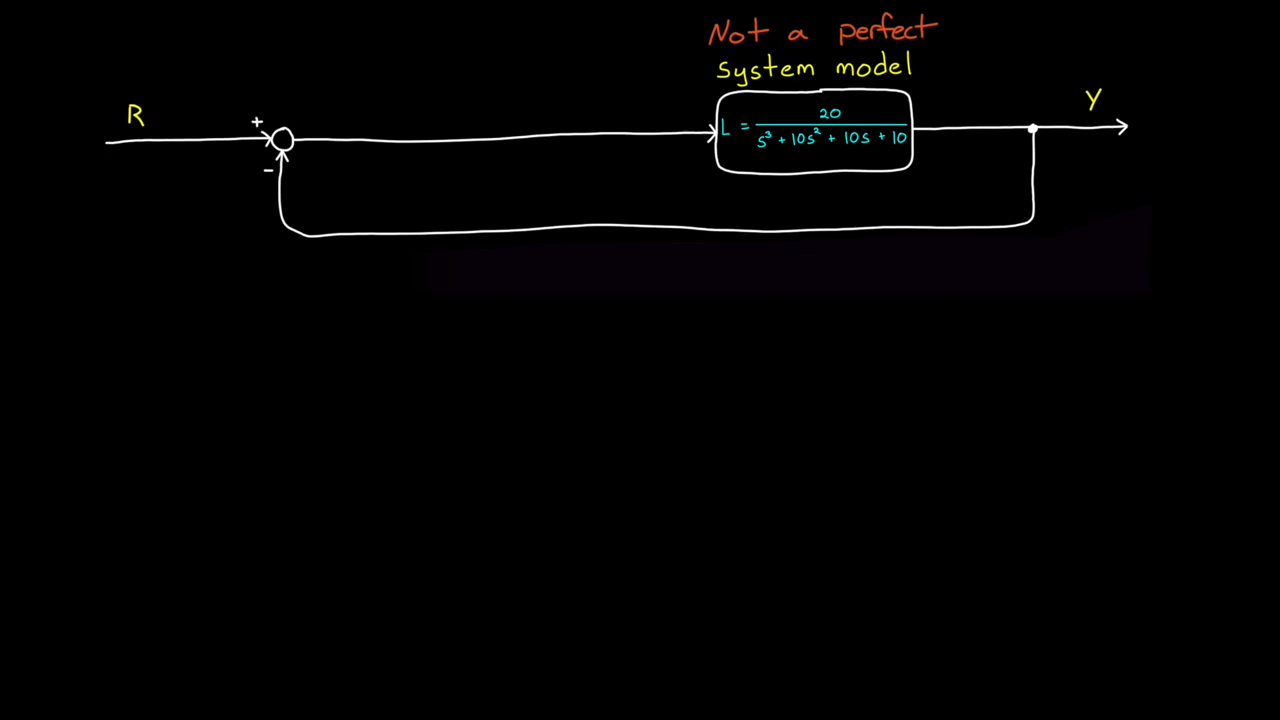 Not a perfect
system model
R
+
-
L = 20 / (s³ + 10s² + 10s + 10)
Y